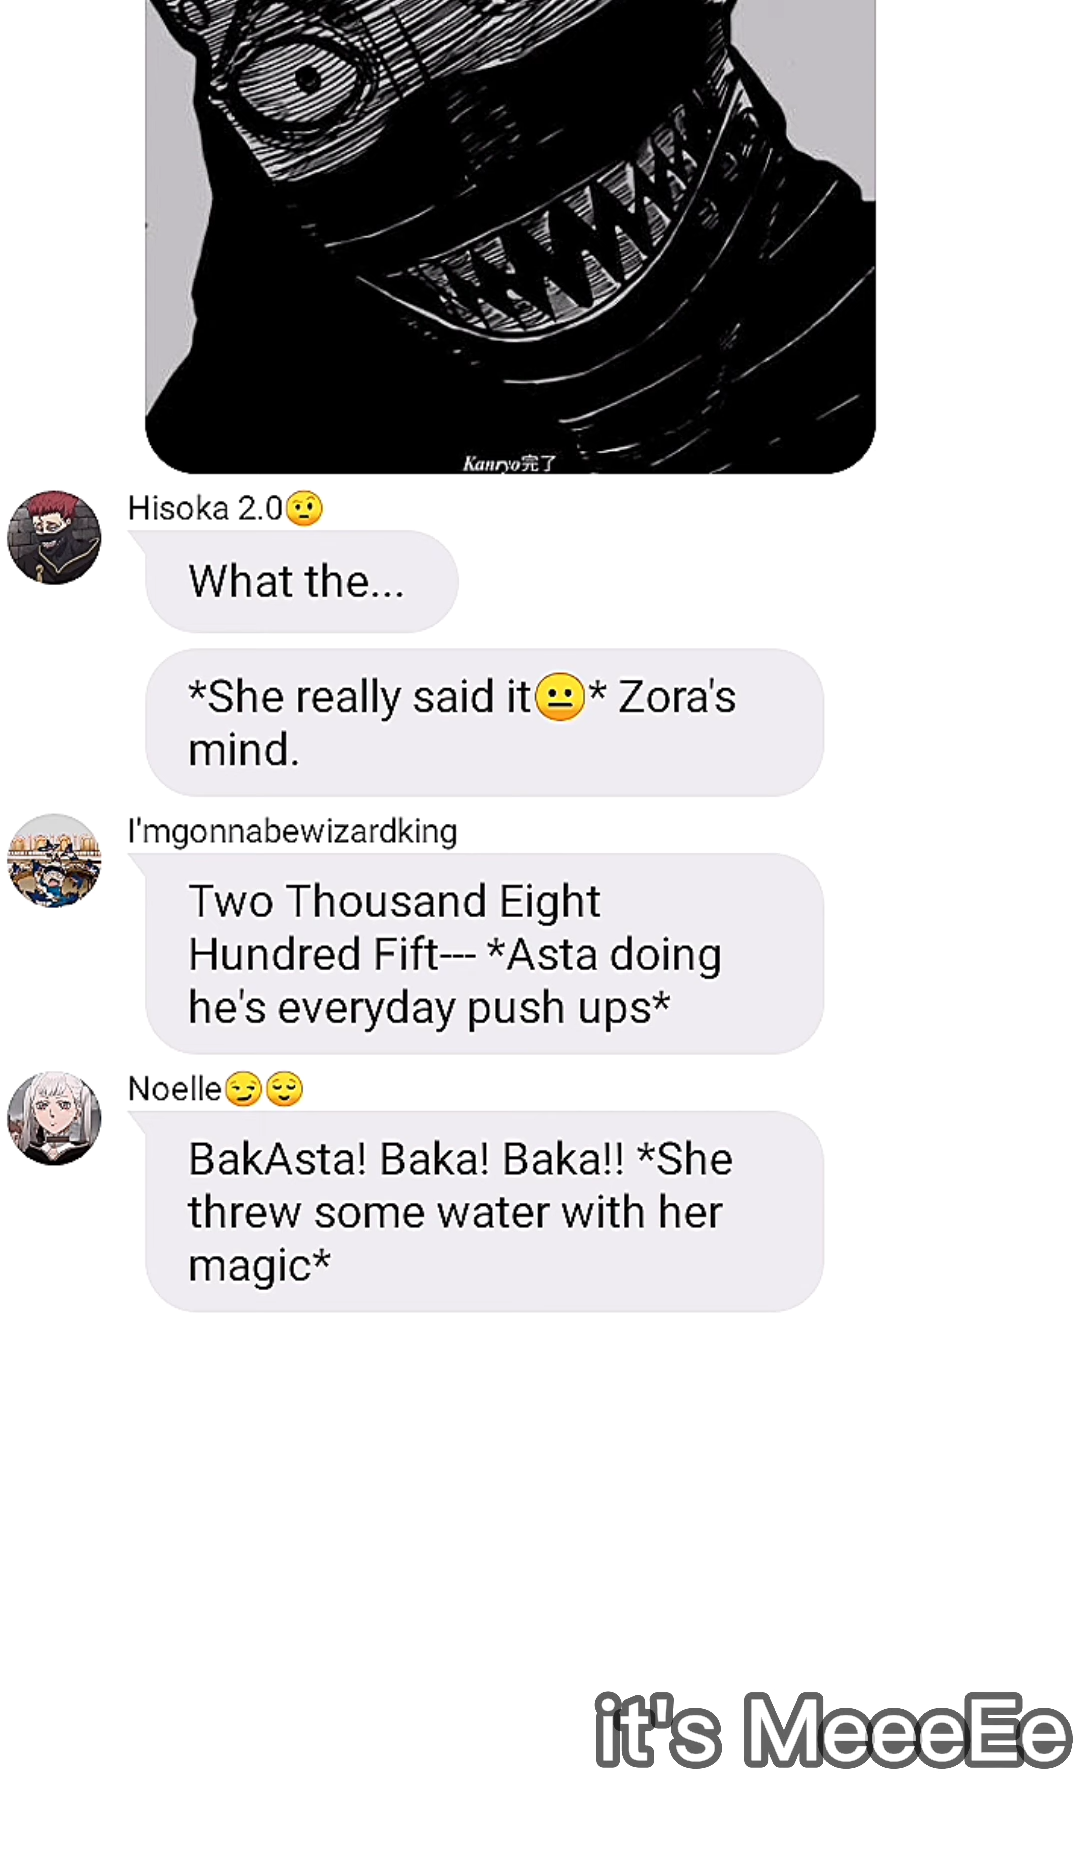 Kanryo完了
Hisoka 2.0🤨
What the...
*She really said it😐* Zora's
mind.
I'mgonnabewizardking
Two Thousand Eight
Hundred Fift--- *Asta doing
he's everyday push ups*
Noelle😏😌
BakAsta! Baka! Baka!! *She
threw some water with her
magic*
it's MeeeEe